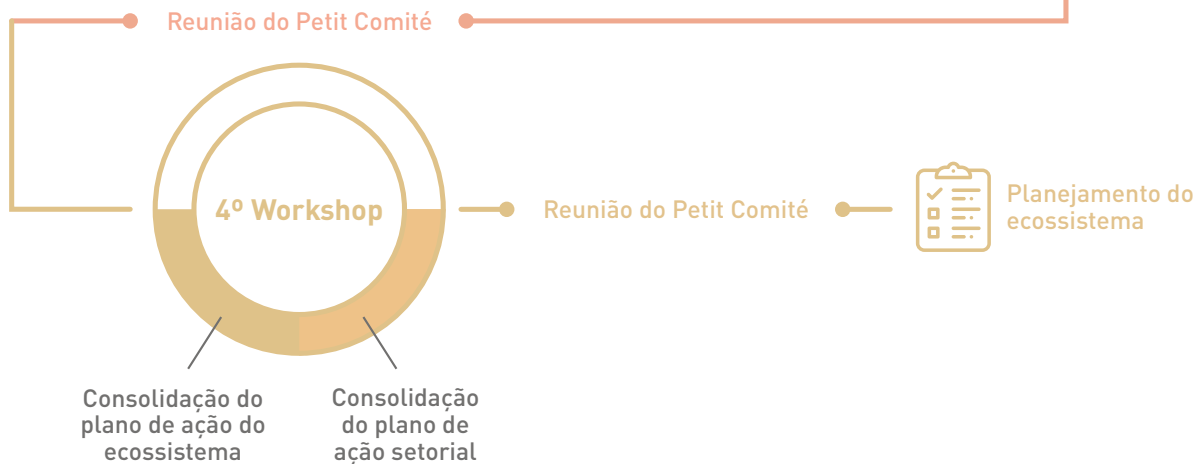 Reunião do Petit Comité
4º Workshop
Reunião do Petit Comité
Planejamento do
ecossistema
Consolidação do
plano de ação do
ecossistema
Consolidação
do plano de
ação setorial